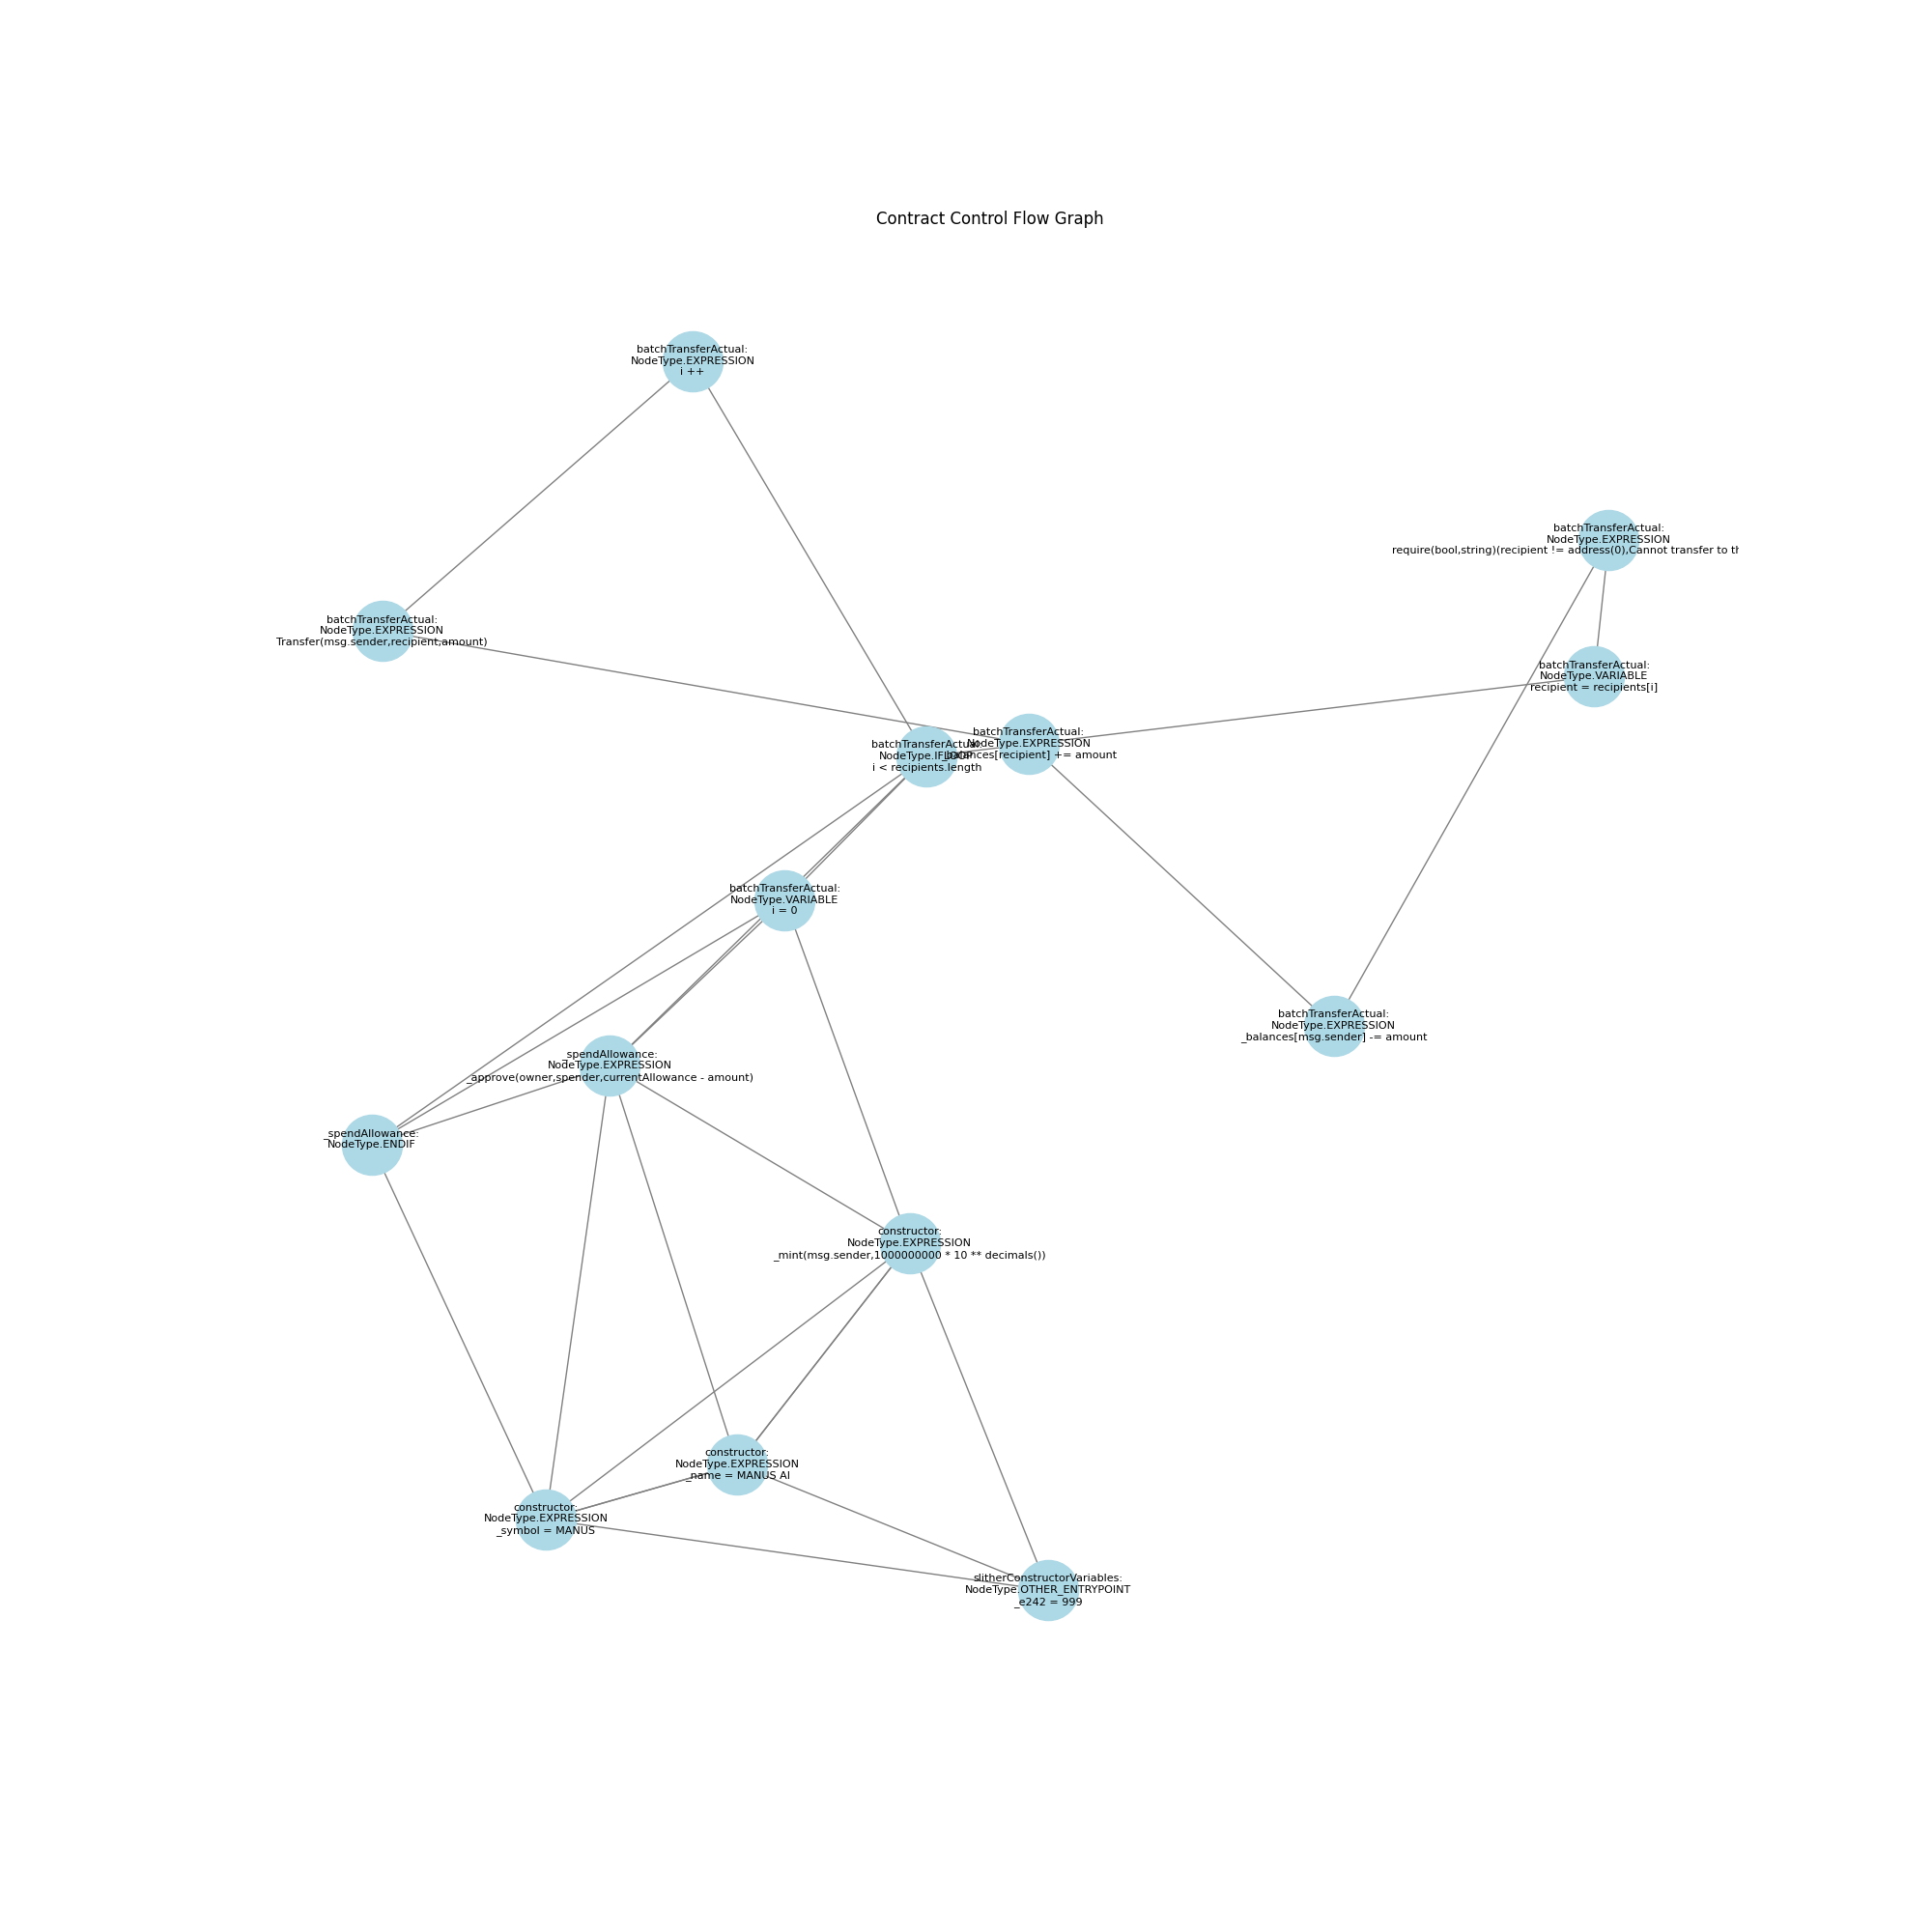 Contract Control Flow Graph
batchTransferActual:
NodeType.EXPRESSION
i ++
batchTransferActual:
NodeType.EXPRESSION
require(bool,string)(recipient != address(0),Cannot transfer to th
batchTransferActual:
NodeType.EXPRESSION
Transfer(msg.sender,recipient,amount)
batchTransferActual:
NodeType.VARIABLE
recipient = recipients[i]
batchTransferActual:
NodeType.EXPRESSION
_balances[recipient] += amount
batchTransferActual:
NodeType.IFLOOP
i < recipients.length
batchTransferActual:
NodeType.VARIABLE
i = 0
batchTransferActual:
NodeType.EXPRESSION
_balances[msg.sender] -= amount
_spendAllowance:
NodeType.EXPRESSION
_approve(owner,spender,currentAllowance - amount)
_spendAllowance:
NodeType.ENDIF
constructor:
NodeType.EXPRESSION
_mint(msg.sender,1000000000 * 10 ** decimals())
constructor:
NodeType.EXPRESSION
_name = MANUS AI
constructor:
NodeType.EXPRESSION
_symbol = MANUS
slitherConstructorVariables:
NodeType.OTHER_ENTRYPOINT
_e242 = 999